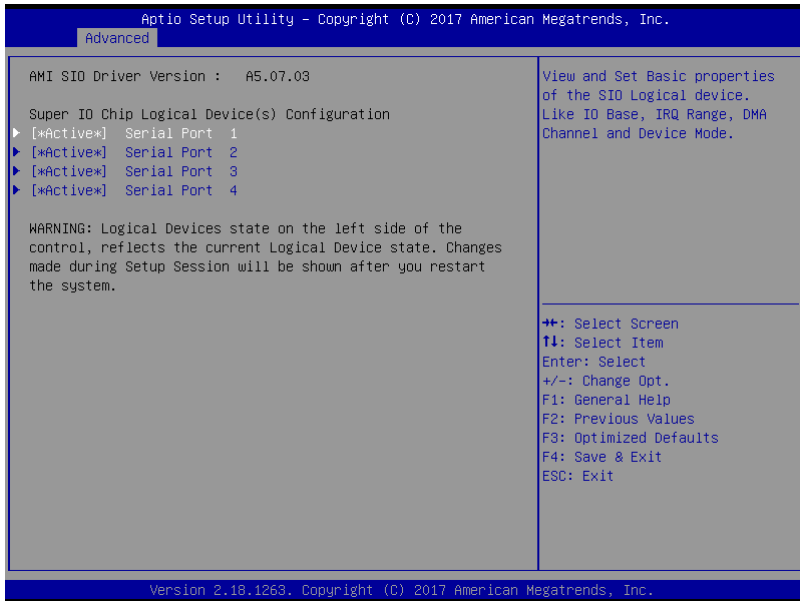 Aptio Setup Utility – Copyright (C) 2017 American Megatrends, Inc.
Advanced
AMI SIO Driver Version :   A5.07.03
Super IO Chip Logical Device(s) Configuration
[*Active*]   Serial Port   1
[*Active*]   Serial Port   2
[*Active*]   Serial Port   3
[*Active*]   Serial Port   4
WARNING: Logical Devices state on the left side of the
control, reflects the current Logical Device state. Changes
made during Setup Session will be shown after you restart
the system.
View and Set Basic properties
of the SIO Logical device.
Like IO Base, IRQ Range, DMA
Channel and Device Mode.
→←: Select Screen
↑↓: Select Item
Enter: Select
+/-: Change Opt.
F1: General Help
F2: Previous Values
F3: Optimized Defaults
F4: Save & Exit
ESC: Exit
Version 2.18.1263. Copyright (C) 2017 American Megatrends, Inc.